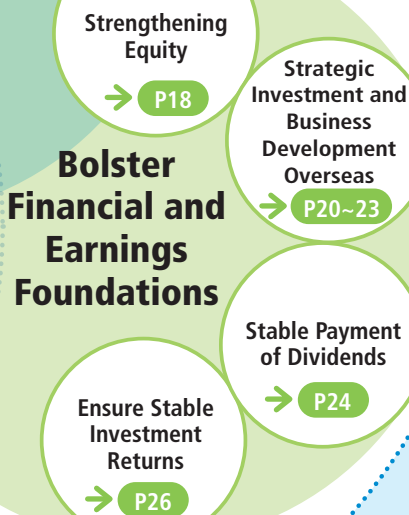 Strengthening
Equity
P18
Strategic
Investment and
Business
Development
Overseas
P20~23
Bolster
Financial and
Earnings
Foundations
Stable Payment
of Dividends
P24
Ensure Stable
Investment
Returns
P26